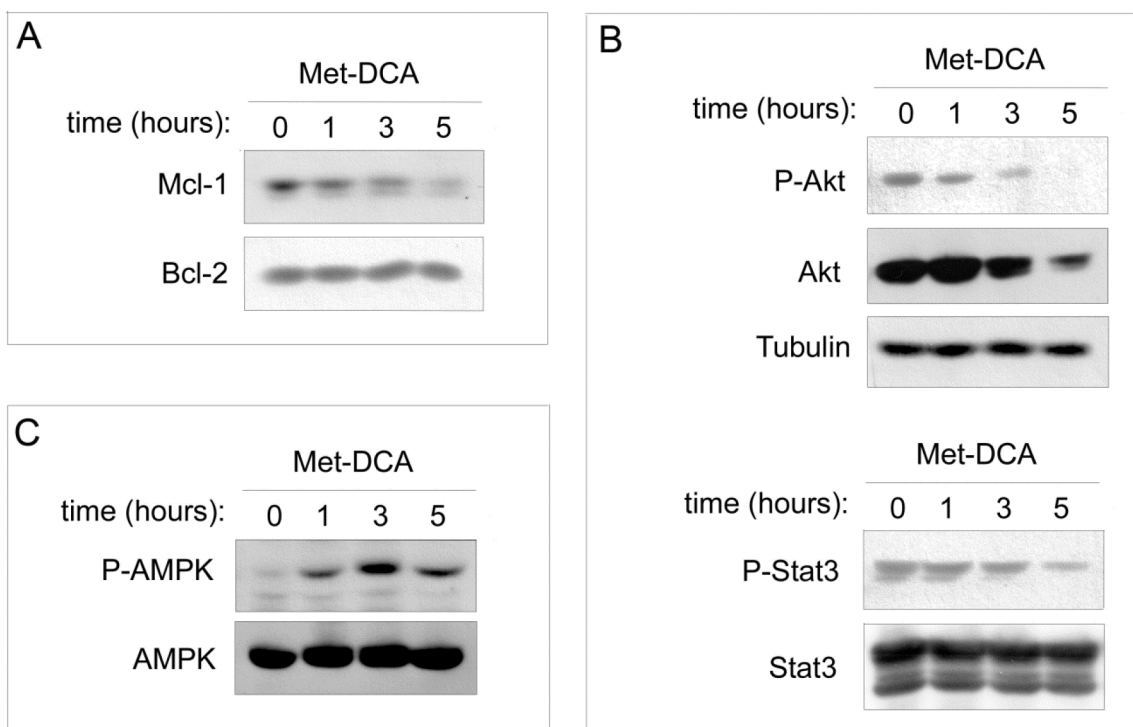 A
Met-DCA
time (hours): 0 1 3 5
Mcl-1
Bcl-2
B
Met-DCA
time (hours): 0 1 3 5
P-Akt
Akt
Tubulin
Met-DCA
time (hours): 0 1 3 5
P-Stat3
Stat3
C
Met-DCA
time (hours): 0 1 3 5
P-AMPK
AMPK